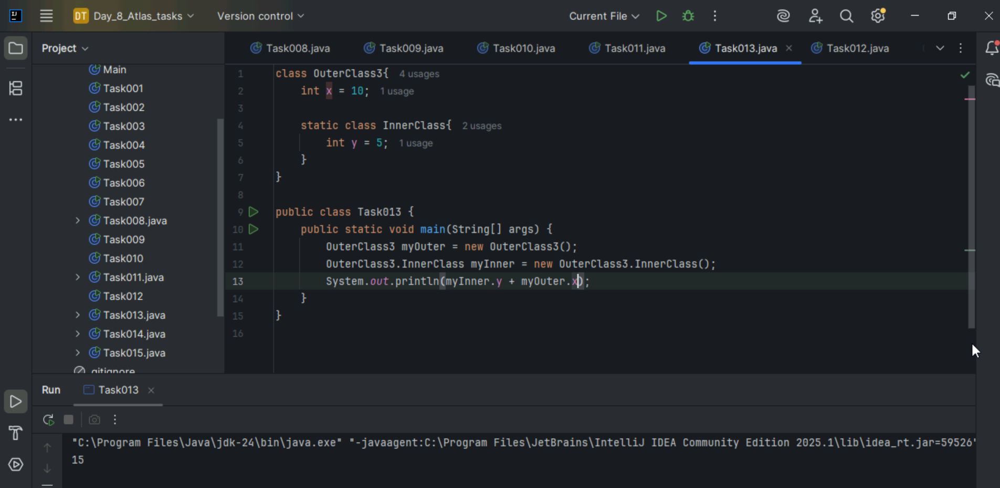 IJ
DT Day_8_Atlas_tasks Version control Current File
Project
Task008.java Task009.java Task010.java Task011.java Task013.java Task012.java
Main
Task001
Task002
Task003
Task004
Task005
Task006
Task007
Task008.java
Task009
Task010
Task011.java
Task012
Task013.java
Task014.java
Task015.java
.gitignore
1 class OuterClass3{ 4 usages
2 int x = 10; 1 usage
3
4 static class InnerClass{ 2 usages
5 int y = 5; 1 usage
6 }
7 }
8
9 public class Task013 {
10 public static void main(String[] args) {
11 OuterClass3 myOuter = new OuterClass3();
12 OuterClass3.InnerClass myInner = new OuterClass3.InnerClass();
13 System.out.println(myInner.y + myOuter.x);
14 }
15 }
16
Run Task013
"C:\Program Files\Java\jdk-24\bin\java.exe" "-javaagent:C:\Program Files\JetBrains\IntelliJ IDEA Community Edition 2025.1\lib\idea_rt.jar=59526"
15